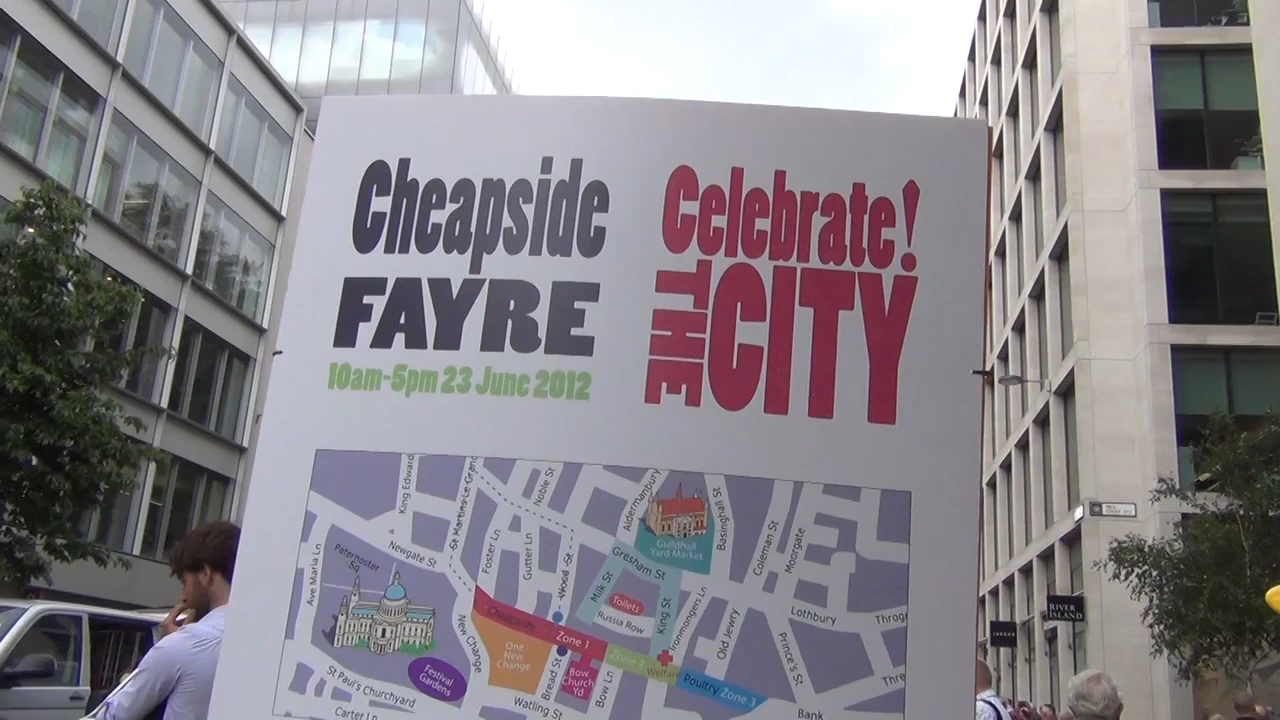 Cheapside
FAYRE
10am-5pm 23 June 2012
Celebrate!
THE CITY
King Edward
St Martins-Le-Grand
Noble St
Aldermanbury
Basinghall St
Guildhall
Yard Market
Coleman St
Moorgate
Ave Maria Ln
Paternoster
Sq
Newgate St
Foster Ln
Gutter Ln
Wood St
Gresham St
Milk St
Toilets
Russia Row
King St
Ironmongers Ln
Old Jewry
Lothbury
Throg
Prince's St
Thre
Cheapside
Zone 1
Zone 2
Welfare
Poultry Zone 3
New Change
One
New
Change
Bread St
Bow
Church
Yd
Bow Ln
Festival
Gardens
St Paul's Churchyard
Carter Ln
Watling St
Bank
RIVER
ISLAND
JAEGER